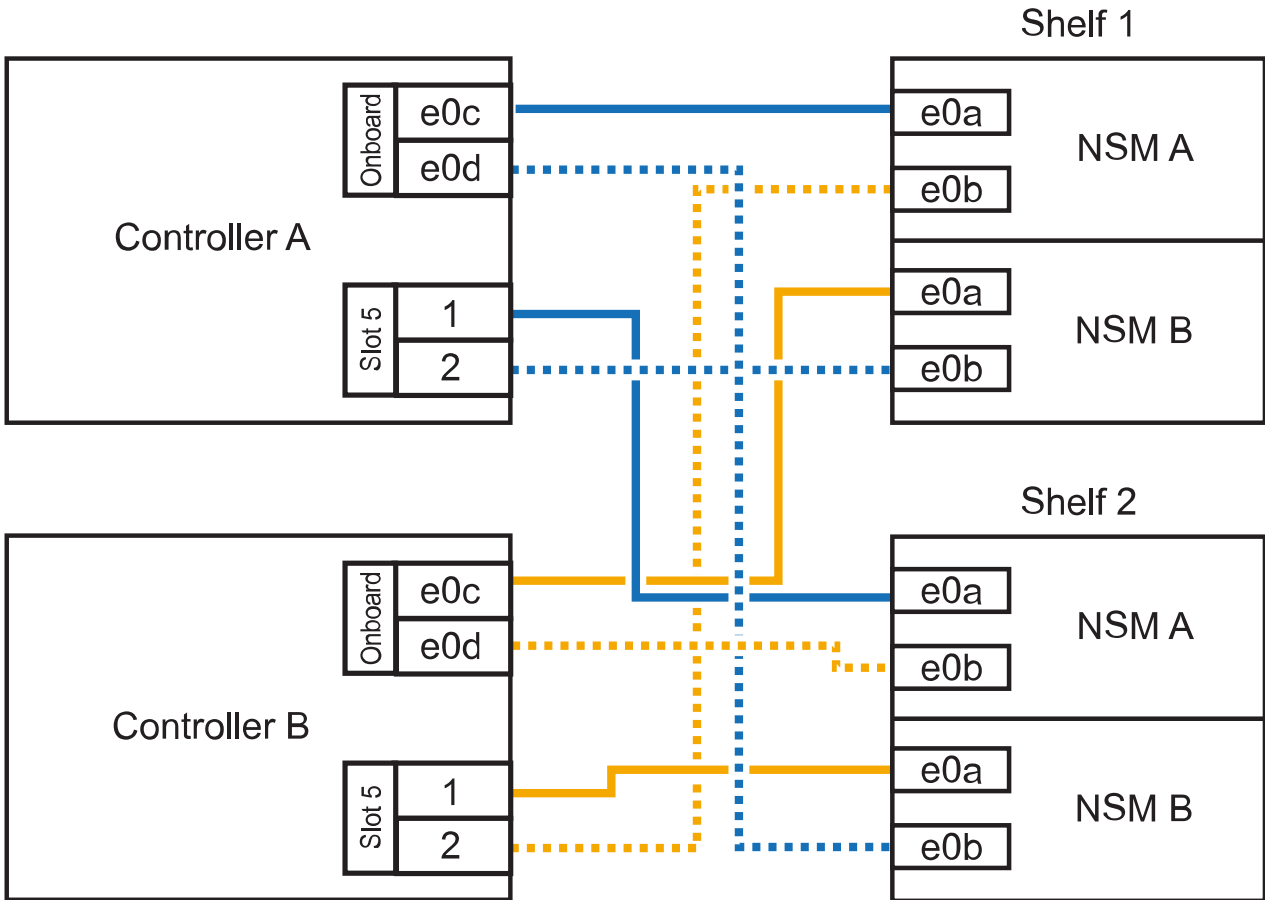 Shelf 1
Controller A
Onboard
e0c
e0d
Slot 5
1
2
e0a
e0b
NSM A
e0a
e0b
NSM B
Shelf 2
Controller B
Onboard
e0c
e0d
Slot 5
1
2
e0a
e0b
NSM A
e0a
e0b
NSM B